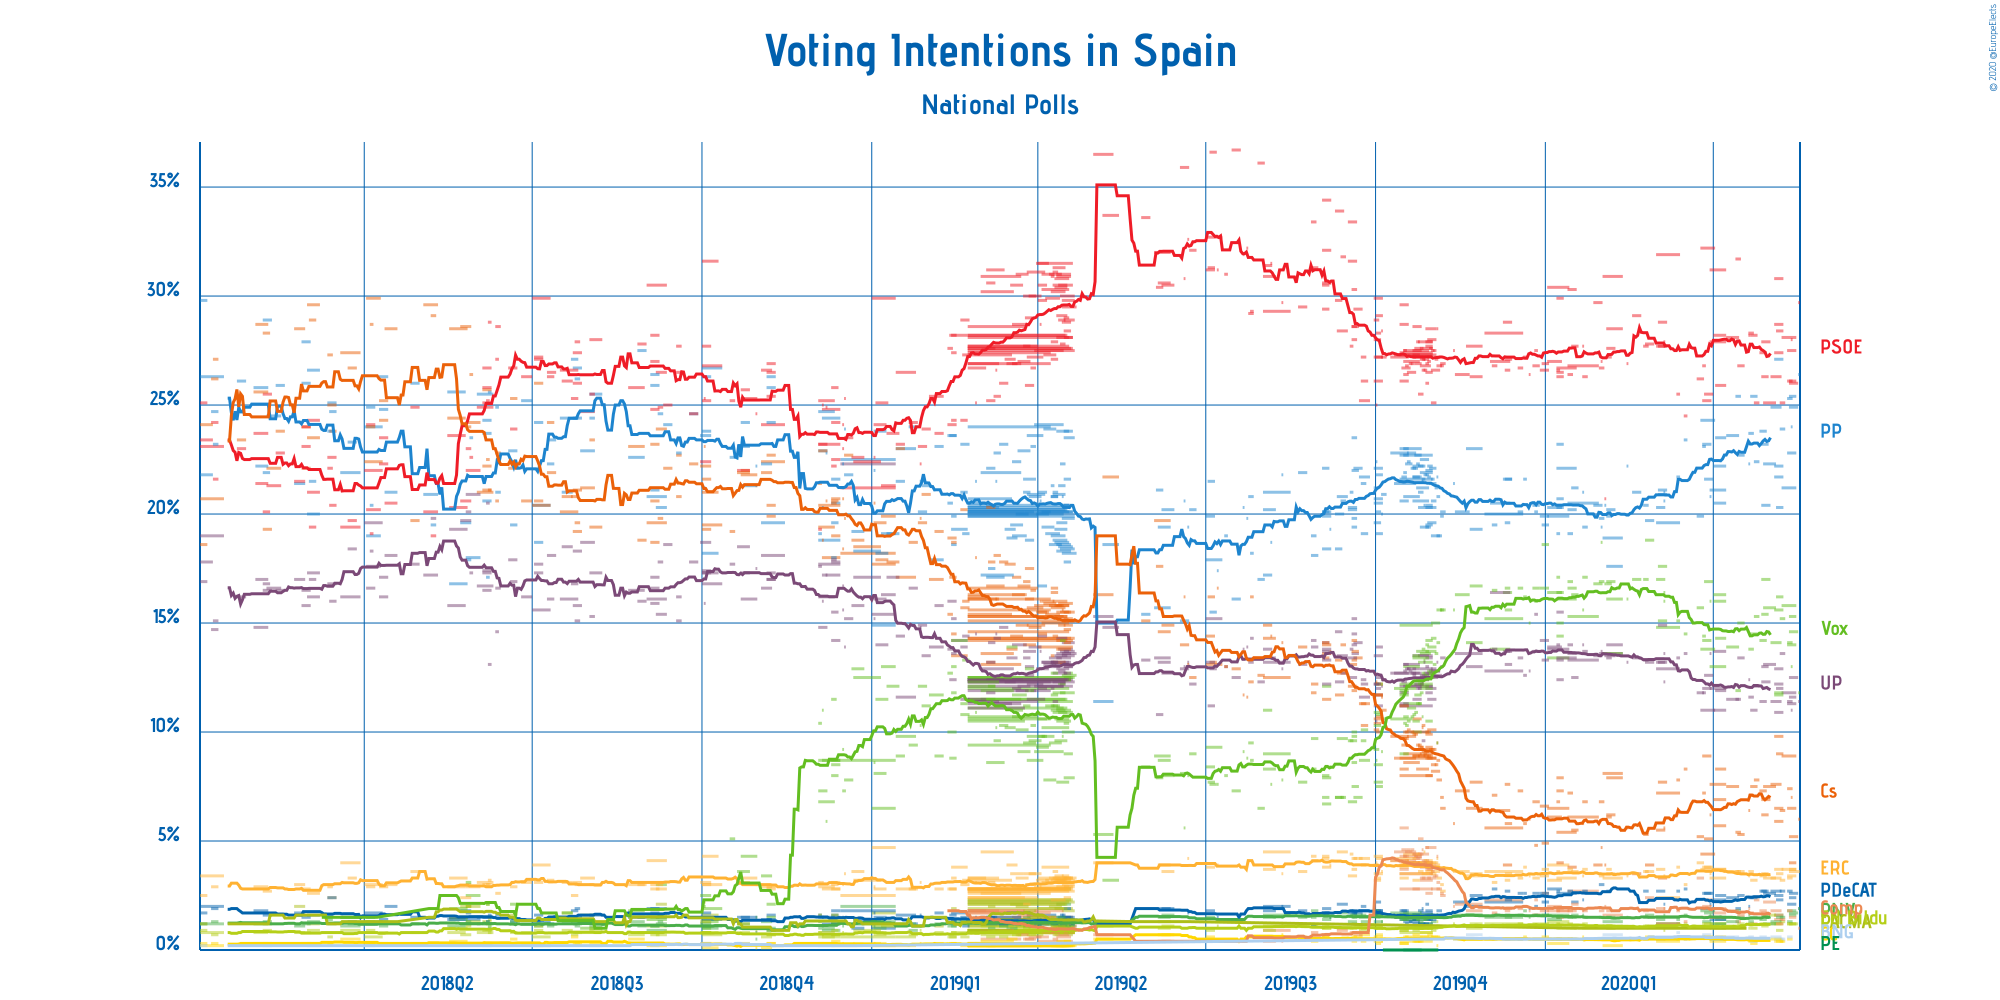 © 2020 @EuropeElects
Voting Intentions in Spain
National Polls
35%
30%
25%
20%
15%
10%
5%
0%
PSOE
PP
Vox
UP
Cs
ERC
PDeCAT
BNG
PE
2018Q2
2018Q3
2018Q4
2019Q1
2019Q2
2019Q3
2019Q4
2020Q1